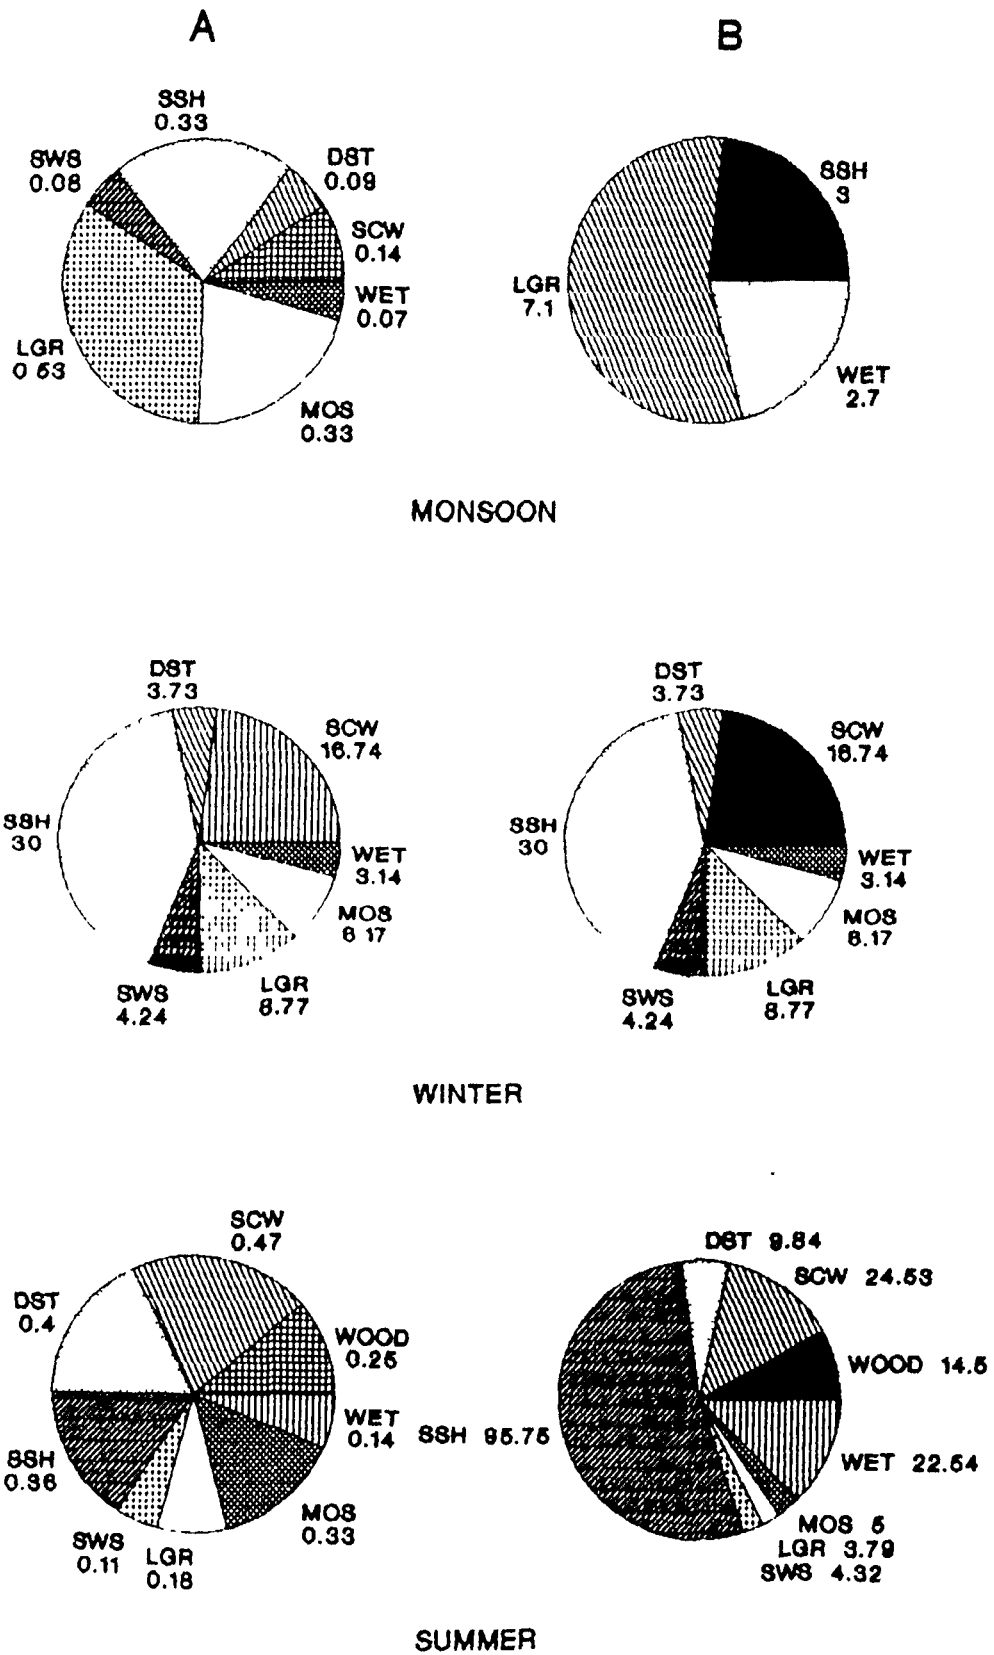 A
B
SSH
0.33
SWS
0.08
DST
0.09
SCW
0.14
WET
0.07
LGR
0 53
MOS
0.33
SSH
3
LGR
7.1
WET
2.7
MONSOON
DST
3.73
SCW
16.74
SSH
30
WET
3.14
MOS
6 17
LGR
8.77
SWS
4.24
DST
3.73
SCW
16.74
SSH
30
WET
3.14
MOS
6.17
LGR
8.77
SWS
4.24
WINTER
SCW
0.47
DST
0.4
WOOD
0.25
WET
0.14
SSH
0.36
MOS
0.33
SWS
0.11
LGR
0.18
DST 9.84
SCW 24.53
WOOD 14.5
SSH 95.75
WET 22.54
MOS 5
LGR 3.79
SWS 4.32
SUMMER